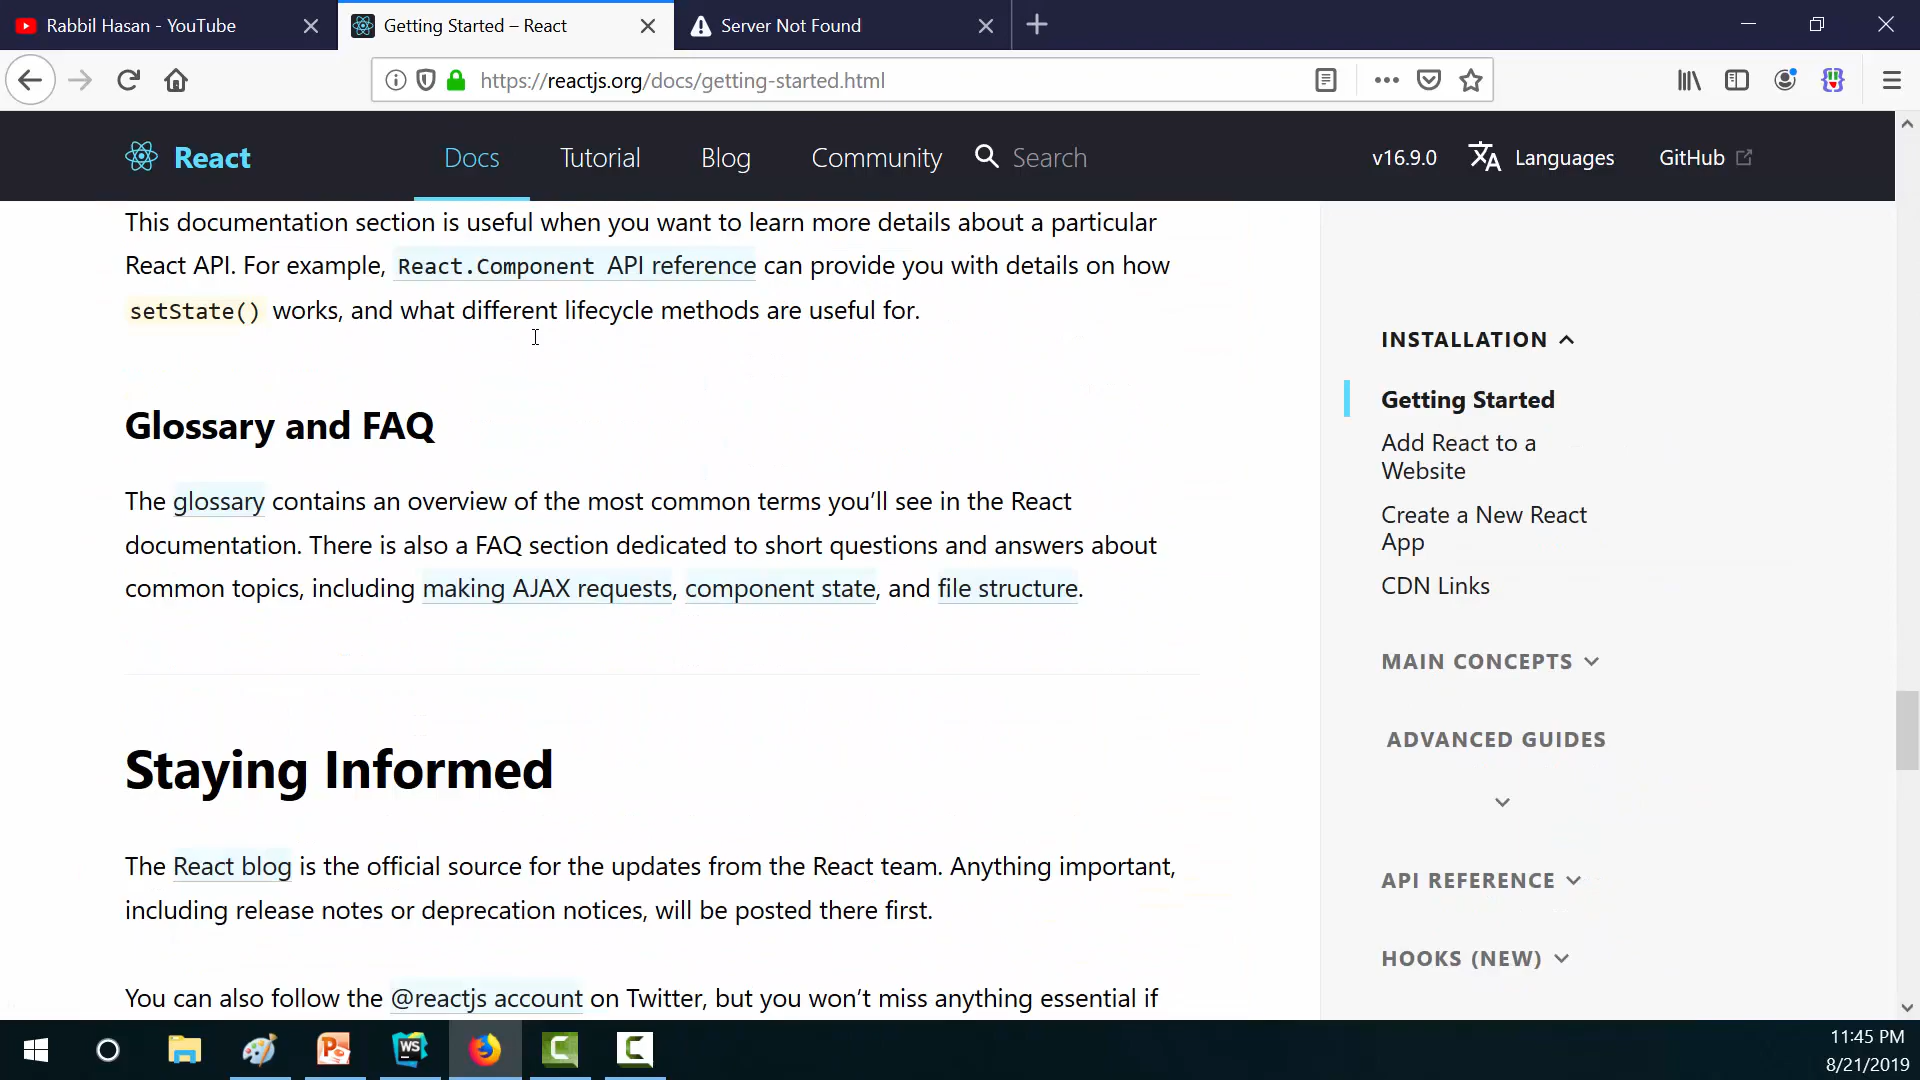 Rabbil Hasan - YouTube
Getting Started – React
Server Not Found
https://reactjs.org/docs/getting-started.html
React
Docs
Tutorial
Blog
Community
Search
v16.9.0
Languages
GitHub
This documentation section is useful when you want to learn more details about a particular
React API. For example, React.Component API reference can provide you with details on how
setState() works, and what different lifecycle methods are useful for.
Glossary and FAQ
The glossary contains an overview of the most common terms you’ll see in the React
documentation. There is also a FAQ section dedicated to short questions and answers about
common topics, including making AJAX requests, component state, and file structure.
Staying Informed
The React blog is the official source for the updates from the React team. Anything important,
including release notes or deprecation notices, will be posted there first.
You can also follow the @reactjs account on Twitter, but you won’t miss anything essential if
INSTALLATION
Getting Started
Add React to a
Website
Create a New React
App
CDN Links
MAIN CONCEPTS
ADVANCED GUIDES
API REFERENCE
HOOKS (NEW)
WS
11:45 PM
8/21/2019